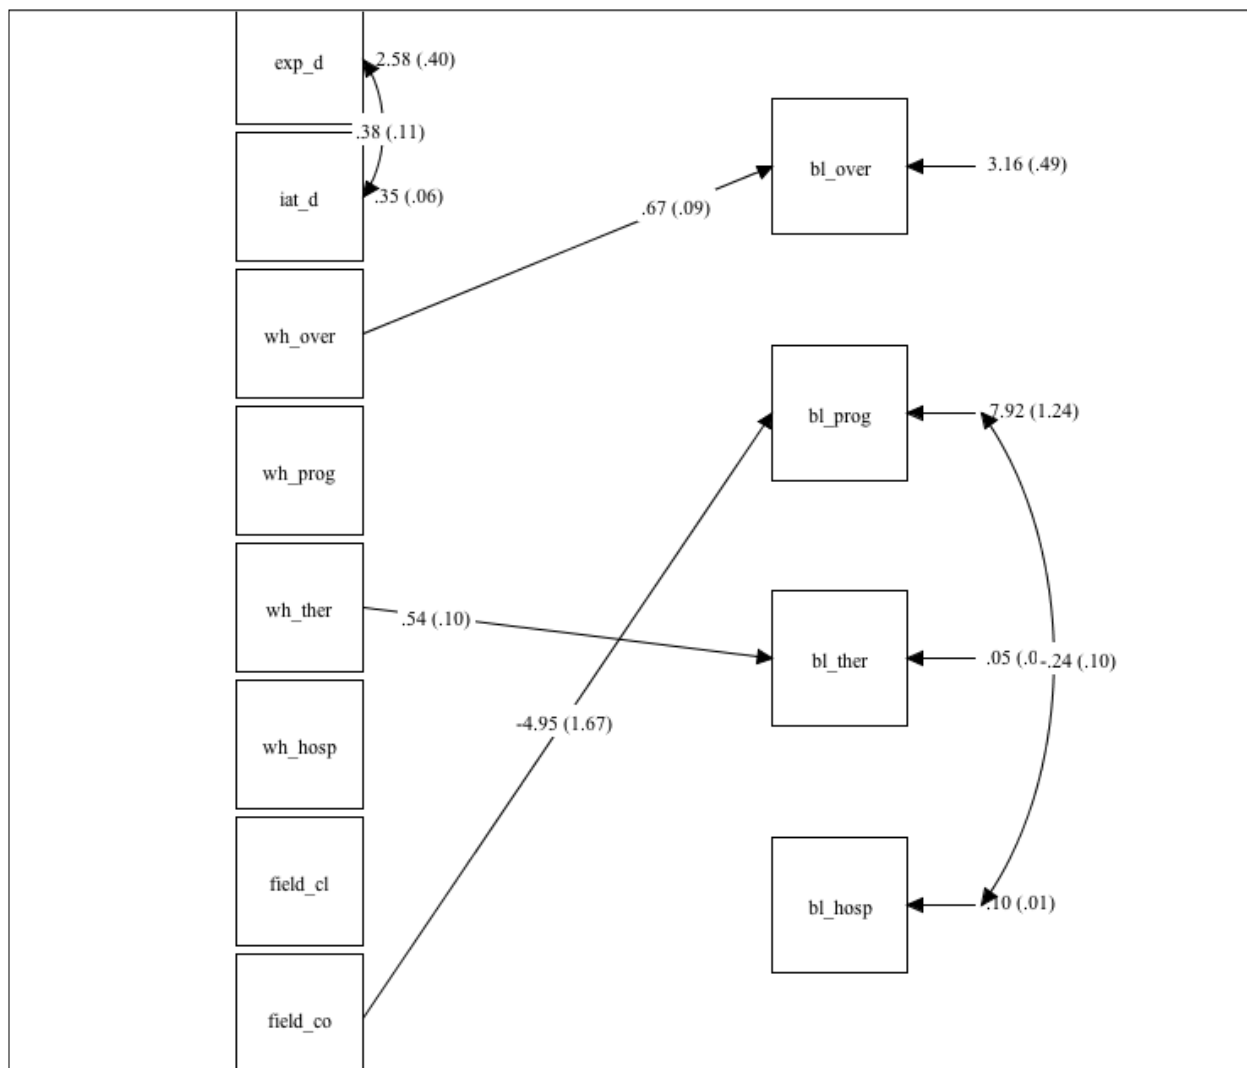 exp_d
2.58 (.40)
.38 (.11)
iat_d
.35 (.06)
wh_over
.67 (.09)
bl_over
3.16 (.49)
wh_prog
bl_prog
7.92 (1.24)
wh_ther
.54 (.10)
bl_ther
.05
-.24 (.10)
wh_hosp
-4.95 (1.67)
field_cl
bl_hosp
.10 (.01)
field_co